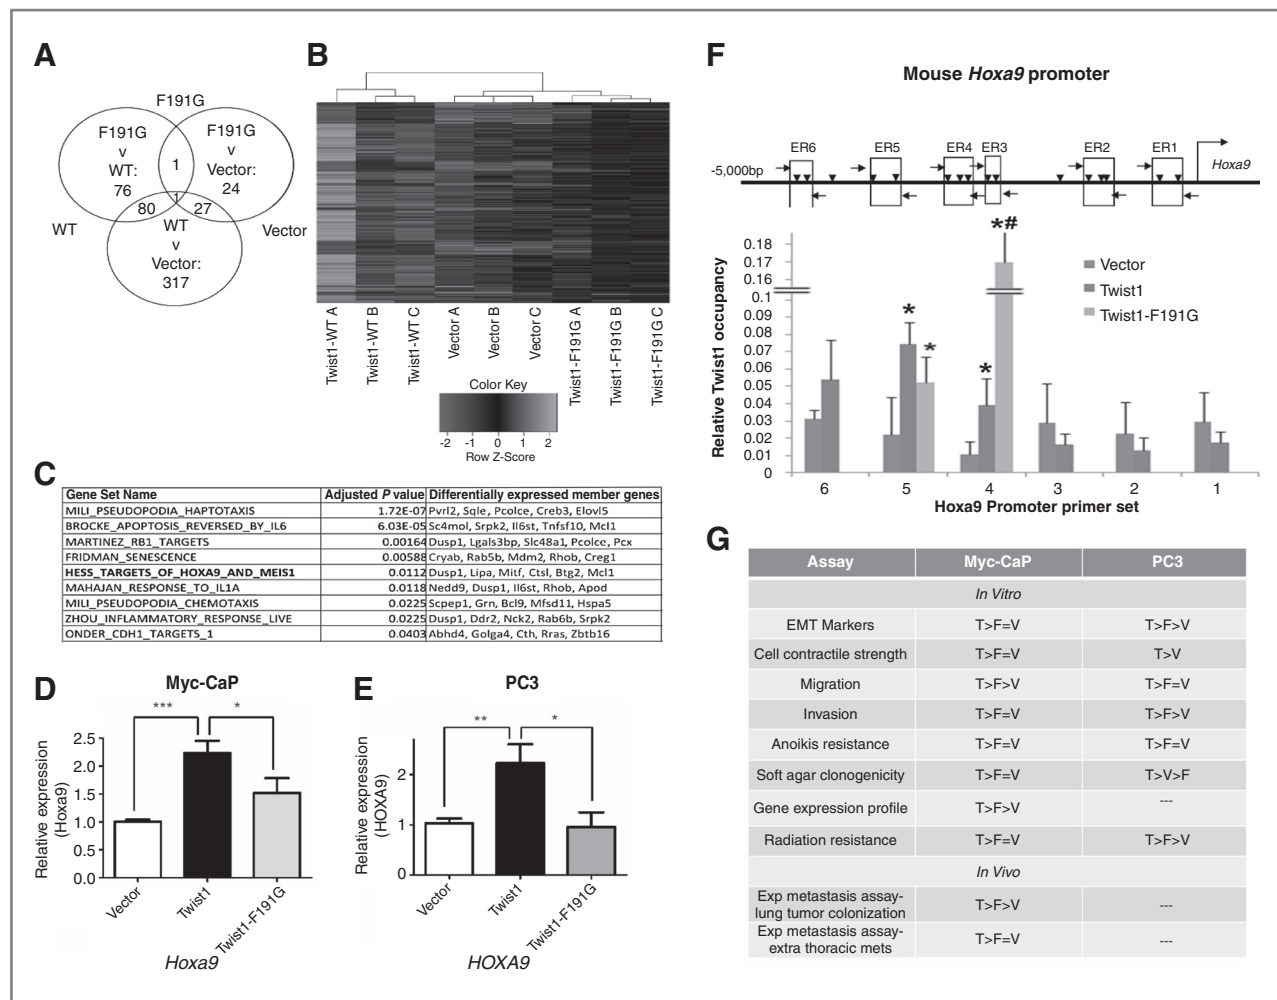 A
F191G
F191G
v
WT:
76
1
F191G
v
Vector:
24
80
1
27
WT
v
Vector:
317
WT
Vector
B
Twist1-WT A
Twist1-WT B
Twist1-WT C
Vector A
Vector B
Vector C
Twist1-F191G A
Twist1-F191G B
Twist1-F191G C
Color Key
-2 -1 0 1 2
Row Z-Score
C
Gene Set Name Adjusted P value Differentially expressed member genes
MILI_PSEUDOPODIA_HAPTOTAXIS 1.72E-07 Pvrl2, Sqle, Pcolce, Creb3, Elovl5
BROCKE_APOPTOSIS_REVERSED_BY_IL6 6.03E-05 Sc4mol, Srpk2, Il6st, Tnfsf10, Mcl1
MARTINEZ_RB1_TARGETS 0.00164 Dusp1, Lgals3bp, Slc48a1, Pcolce, Pcx
FRIDMAN_SENESCENCE 0.00588 Cryab, Rab5b, Mdm2, Rhob, Creg1
HESS_TARGETS_OF_HOXA9_AND_MEIS1 0.0112 Dusp1, Lipa, Mitf, Ctsl, Btg2, Mcl1
MAHAJAN_RESPONSE_TO_IL1A 0.0118 Nedd9, Dusp1, Il6st, Rhob, Apod
MILI_PSEUDOPODIA_CHEMOTAXIS 0.0225 Scpep1, Grn, Bcl9, Mfsd11, Hspa5
ZHOU_INFLAMMATORY_RESPONSE_LIVE 0.0225 Dusp1, Ddr2, Nck2, Rab6b, Srpk2
ONDER_CDH1_TARGETS_1 0.0403 Abhd4, Golga4, Cth, Rras, Zbtb16
D
Myc-CaP
*** *
Relative expression
(Hoxa9)
2.5
2.0
1.5
1.0
0.5
0.0
Vector
Twist1
Twist1-F191G
Hoxa9
E
PC3
** *
Relative expression
(HOXA9)
2
1
0
Vector
Twist1
Twist1-F191G
HOXA9
F
Mouse Hoxa9 promoter
ER6 ER5 ER4 ER3 ER2 ER1
-5,000bp
Hoxa9
Relative Twist1 occupancy
0.18
0.17
0.16
0.1
0.09
0.08
0.07
0.06
0.05
0.04
0.03
0.02
0.01
0
*
*
*
*#
Vector
Twist1
Twist1-F191G
6 5 4 3 2 1
Hoxa9 Promoter primer set
G
Assay Myc-CaP PC3
In Vitro
EMT Markers T>F=V T>F>V
Cell contractile strength T>F=V T>V
Migration T>F>V T>F=V
Invasion T>F=V T>F>V
Anoikis resistance T>F=V T>F=V
Soft agar clonogenicity T>F=V T>V>F
Gene expression profile T>F>V ---
Radiation resistance T>F=V T>F>V
In Vivo
Exp metastasis assay-
lung tumor colonization T>F>V ---
Exp metastasis assay-
extra thoracic mets T>F=V ---